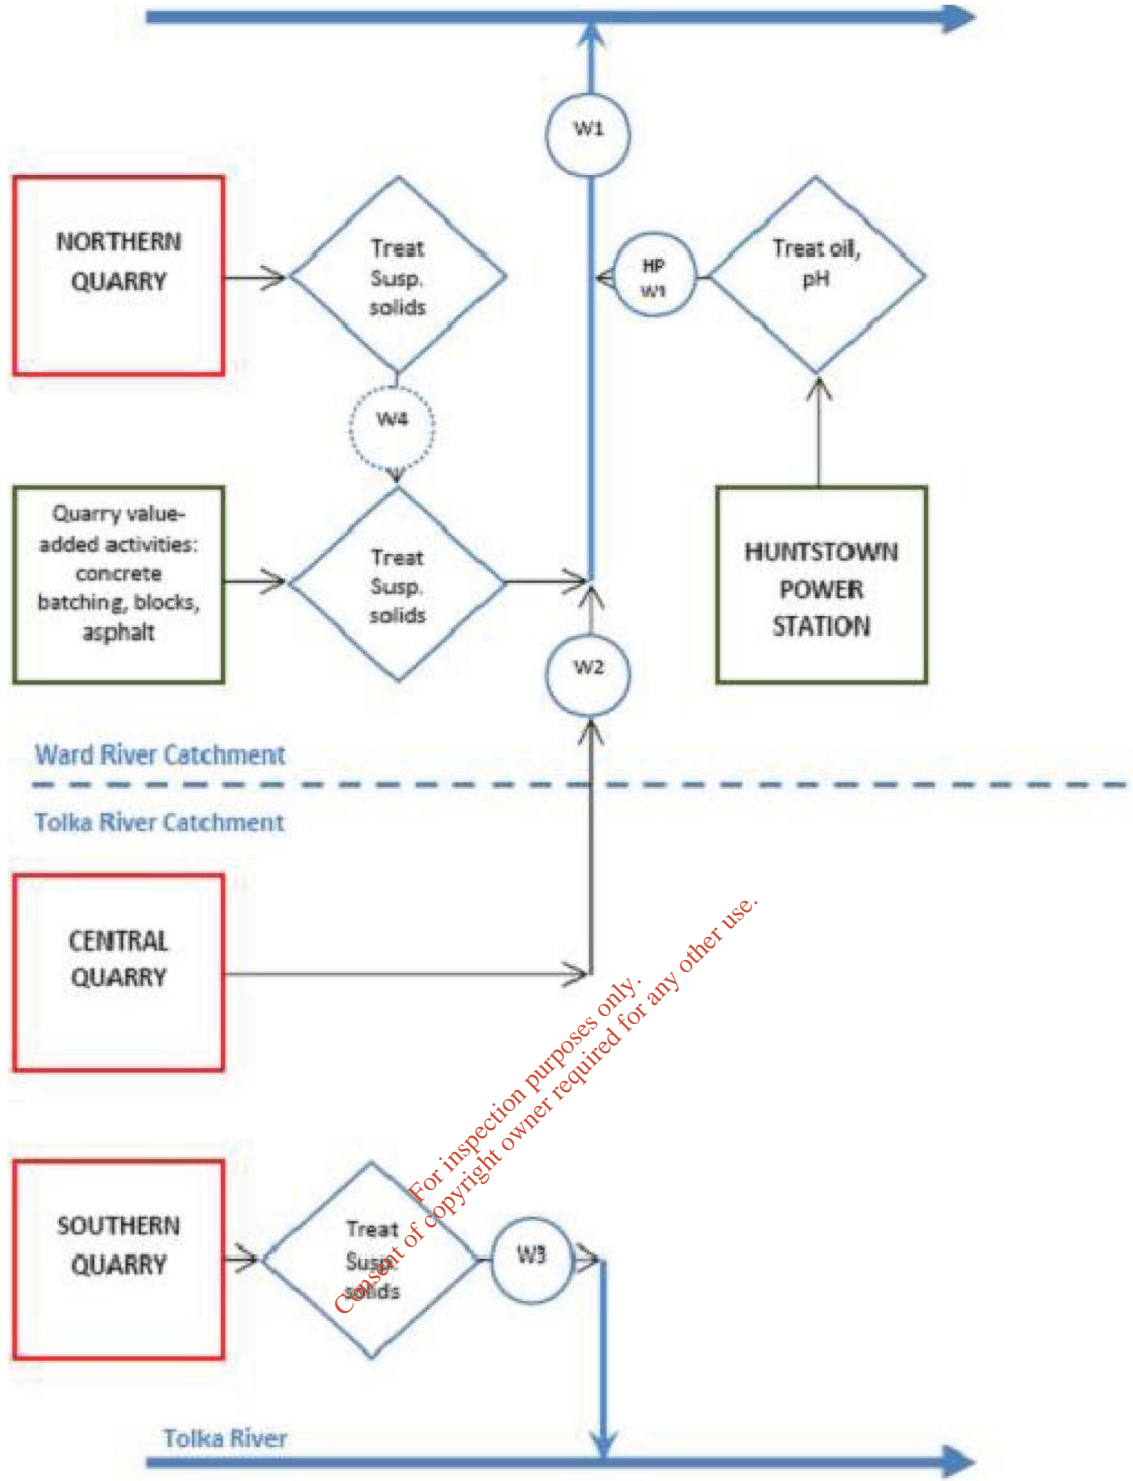 W1
NORTHERN
QUARRY
Treat
Susp.
solids
HP
W1
Treat oil,
pH
W4
Quarry value-
added activities:
concrete
batching, blocks,
asphalt
Treat
Susp.
solids
HUNTSTOWN
POWER
STATION
W2
Ward River Catchment
Tolka River Catchment
CENTRAL
QUARRY
For inspection purposes only.
Consent of copyright owner required for any other use.
SOUTHERN
QUARRY
Treat
Susp.
solids
W3
Tolka River